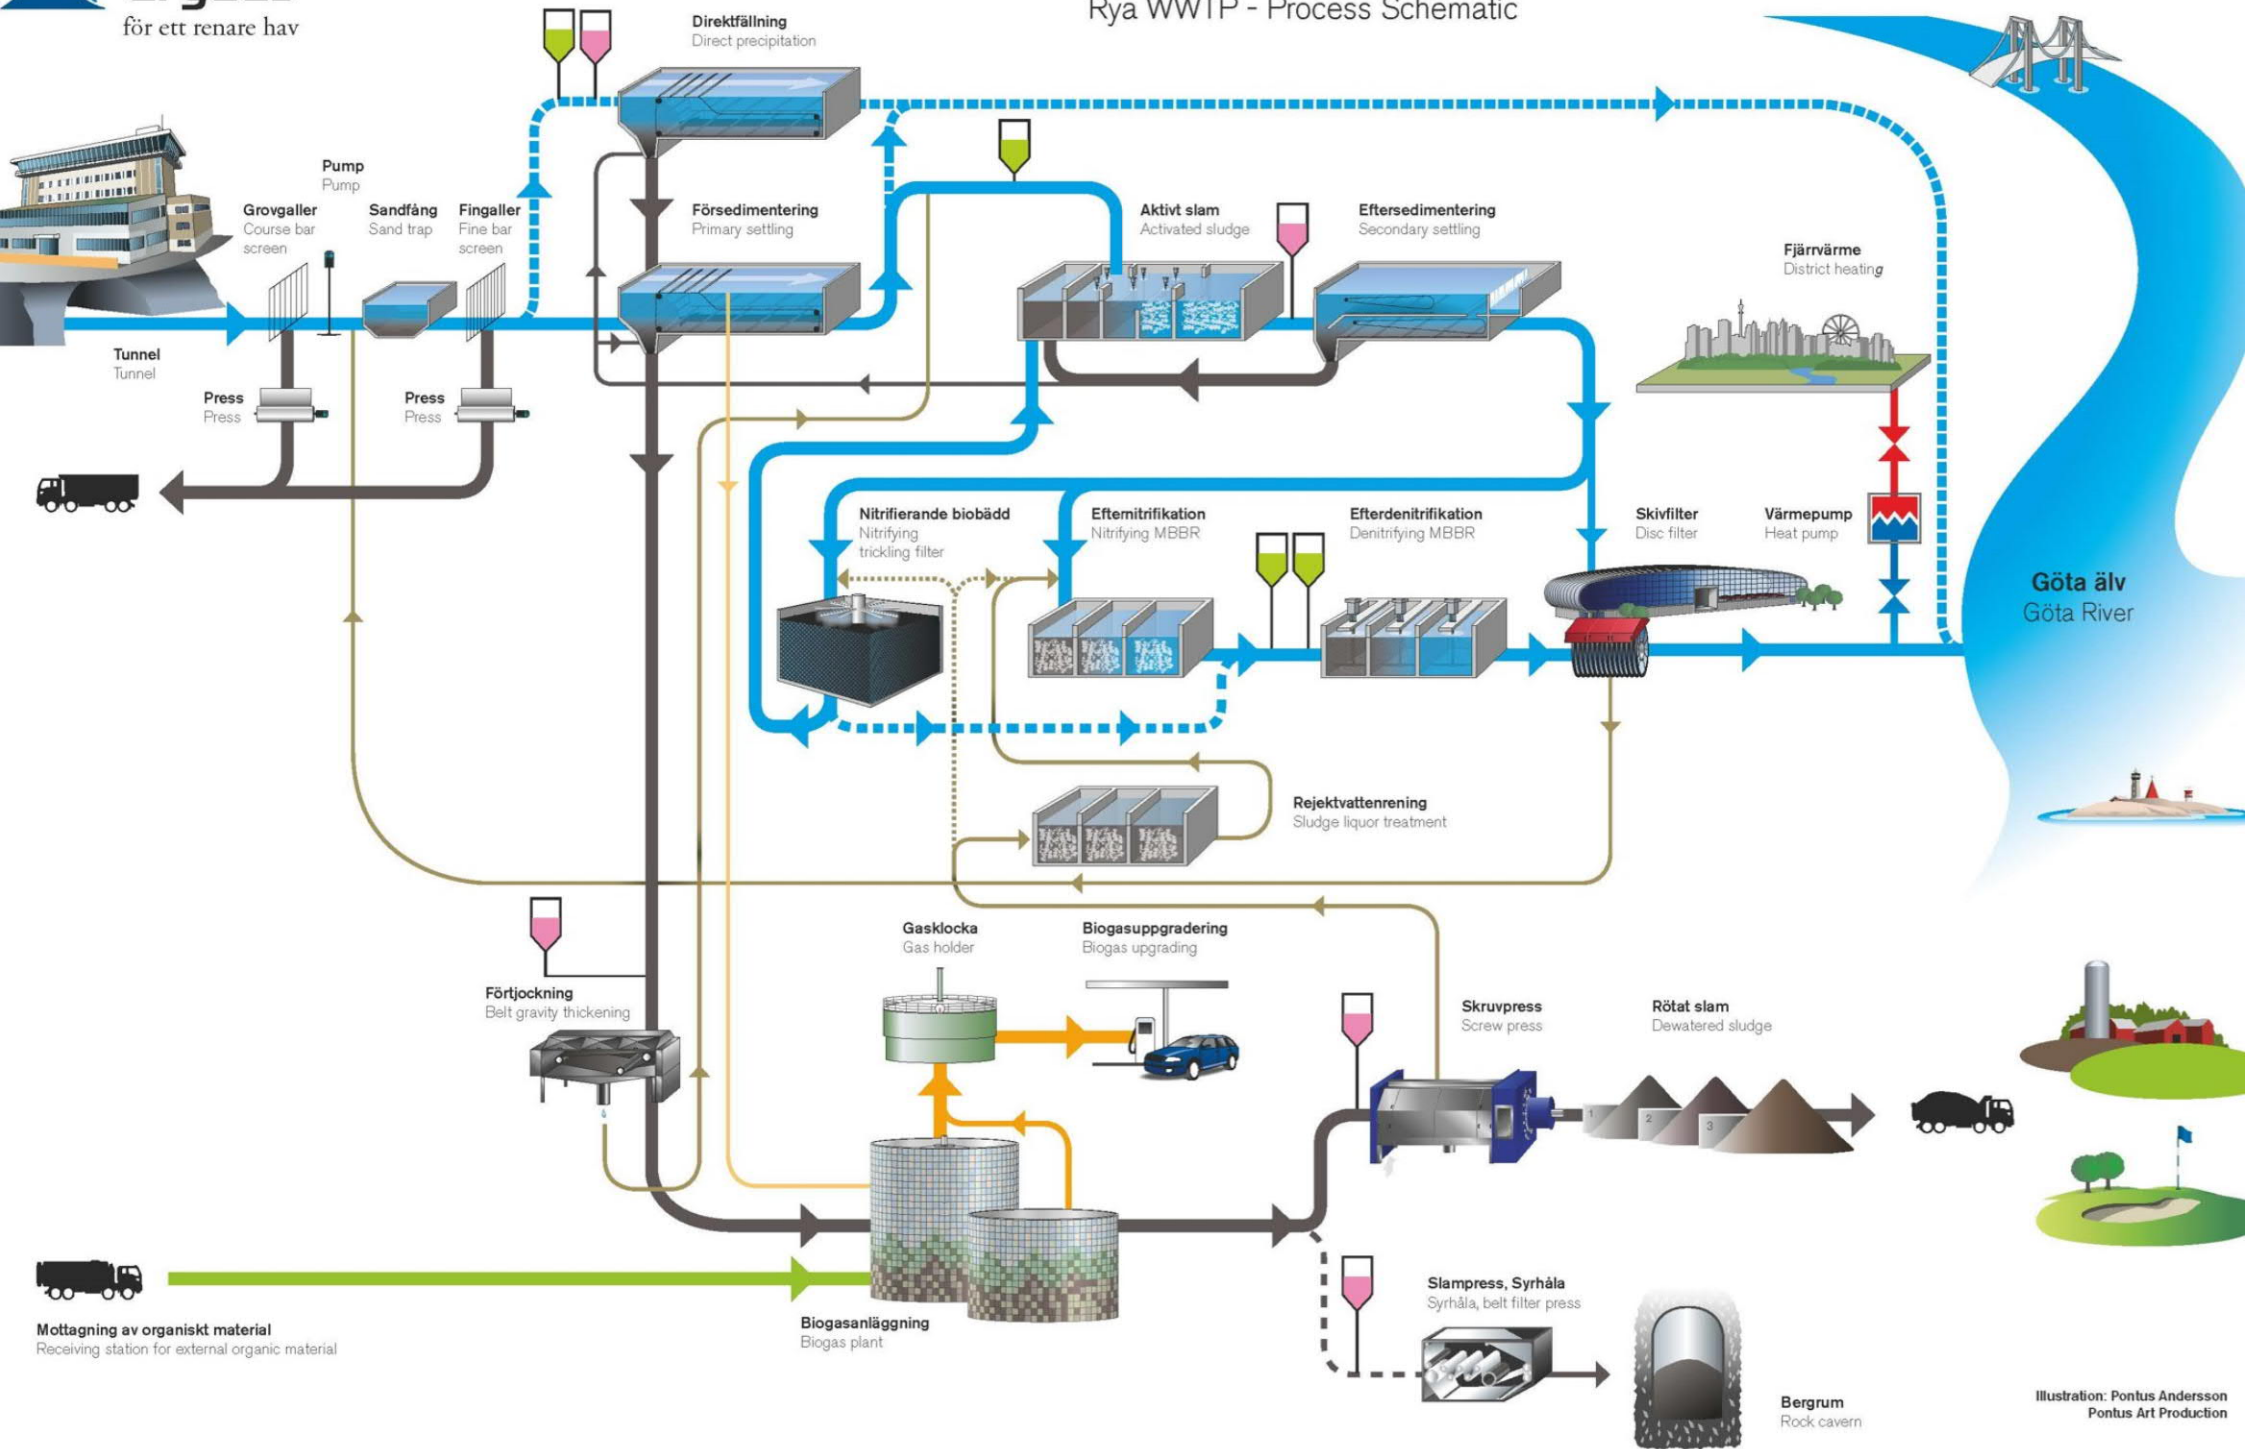 för ett renare hav
Rya WWTP - Process Schematic
Direktfällning
Direct precipitation
Pump
Pump
Grovgaller
Course bar
screen
Sandfång
Sand trap
Fingaller
Fine bar
screen
Försedimentering
Primary settling
Aktivt slam
Activated sludge
Eftersedimentering
Secondary settling
Fjärrvärme
District heating
Tunnel
Tunnel
Press
Press
Press
Press
Nitrifierande biobädd
Nitrifying
trickling filter
Efternitrifikation
Nitrifying MBBR
Efterdenitrifikation
Denitrifying MBBR
Skivfilter
Disc filter
Värmepump
Heat pump
Göta älv
Göta River
Rejektvattenrening
Sludge liquor treatment
Gasklocka
Gas holder
Biogasuppgradering
Biogas upgrading
Förtjockning
Belt gravity thickening
Skruvpress
Screw press
Rötat slam
Dewatered sludge
1
2
3
Slampress, Syrhåla
Syrhåla, belt filter press
Mottagning av organiskt material
Receiving station for external organic material
Biogasanläggning
Biogas plant
Bergrum
Rock cavern
Illustration: Pontus Andersson
Pontus Art Production